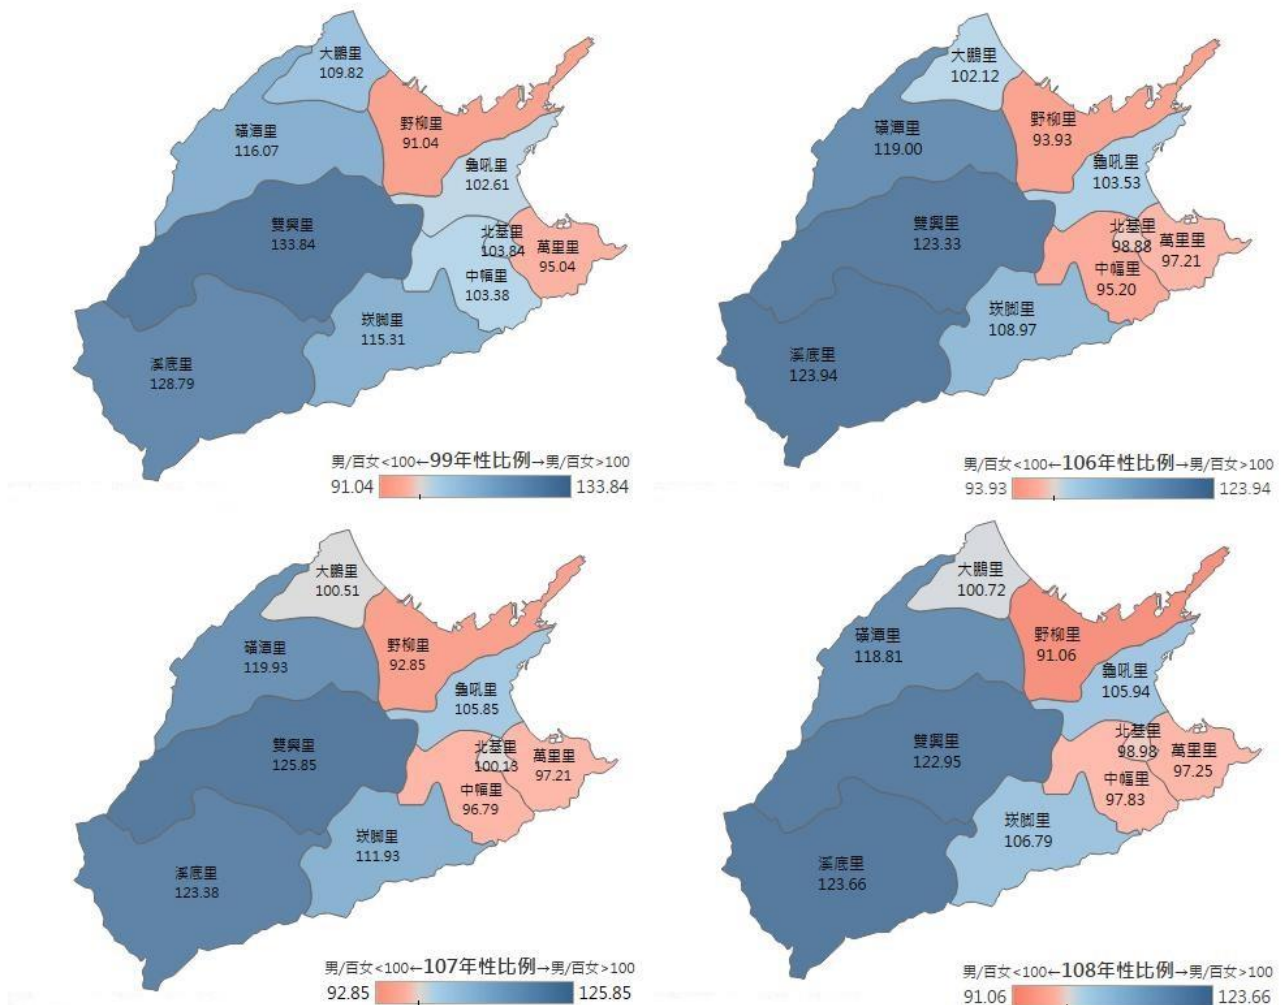 大鵬里
109.82
野柳里
91.04
磺潭里
116.07
龜吼里
102.61
雙興里
133.84
北基里
103.84
萬里里
95.04
中幅里
103.38
崁脚里
115.31
溪底里
128.79
男/百女<100←99年性比例→男/百女>100
91.04
133.84
大鵬里
102.12
野柳里
93.93
磺潭里
119.00
龜吼里
103.53
雙興里
123.33
北基里
98.88
萬里里
97.21
中幅里
95.20
崁脚里
108.97
溪底里
123.94
男/百女<100←106年性比例→男/百女>100
93.93
123.94
大鵬里
100.51
野柳里
92.85
磺潭里
119.93
龜吼里
105.85
雙興里
125.85
北基里
100.13
萬里里
97.21
中幅里
96.79
崁脚里
111.93
溪底里
123.38
男/百女<100←107年性比例→男/百女>100
92.85
125.85
大鵬里
100.72
野柳里
91.06
磺潭里
118.81
龜吼里
105.94
雙興里
122.95
北基里
98.98
萬里里
97.25
中幅里
97.83
崁脚里
106.79
溪底里
123.66
男/百女<100←108年性比例→男/百女>100
91.06
123.66